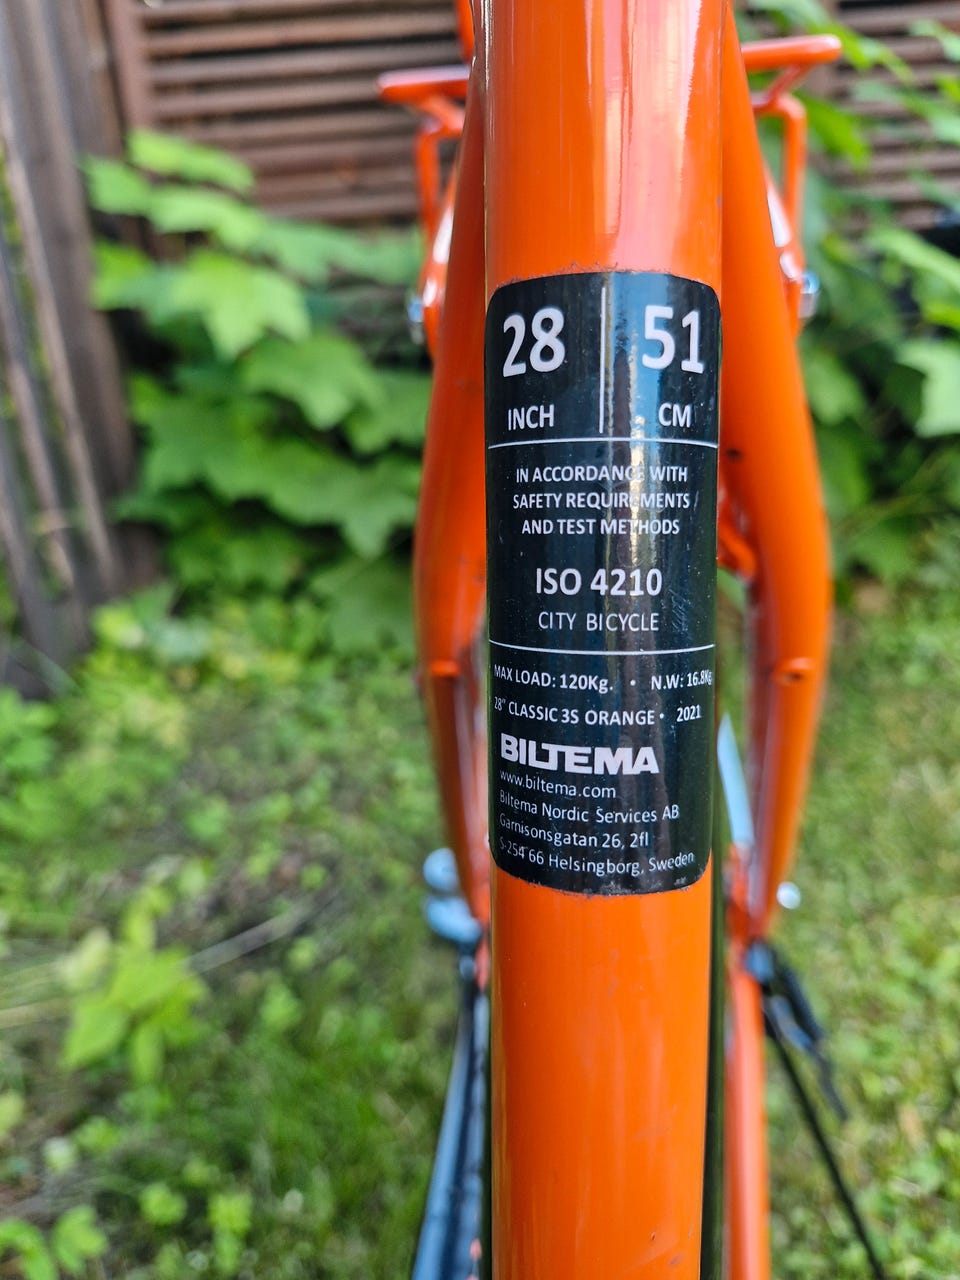 28 51
INCH CM
IN ACCORDANCE WITH
SAFETY REQUIREMENTS
AND TEST METHODS
ISO 4210
CITY BICYCLE
MAX LOAD: 120Kg. • N.W: 16.8Kg
28" CLASSIC 3S ORANGE • 2021
BILTEMA
www.biltema.com
Biltema Nordic Services AB
Garnisonsgatan 26, 2fl
S-254 66 Helsingborg, Sweden